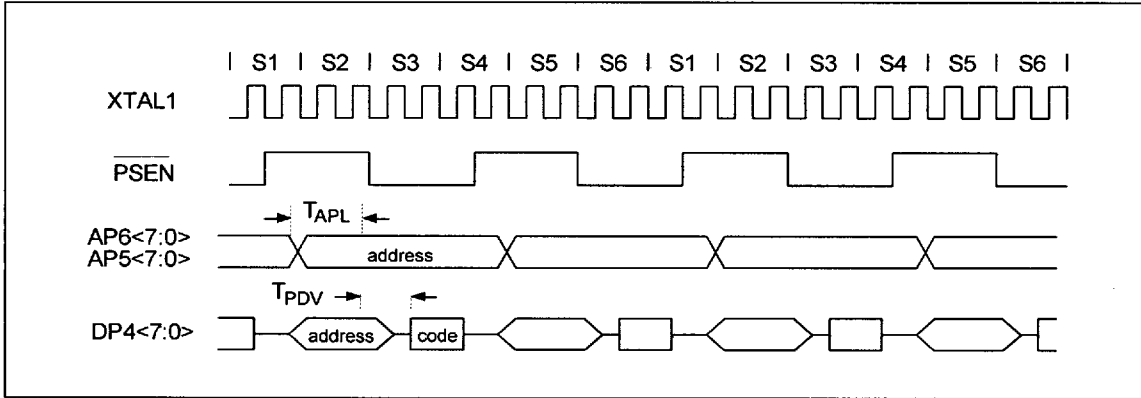 | S1 | S2 | S3 | S4 | S5 | S6 | S1 | S2 | S3 | S4 | S5 | S6 |
XTAL1
PSEN
TAPL
AP6<7:0>
AP5<7:0>
address
TPDV
DP4<7:0>
address
code